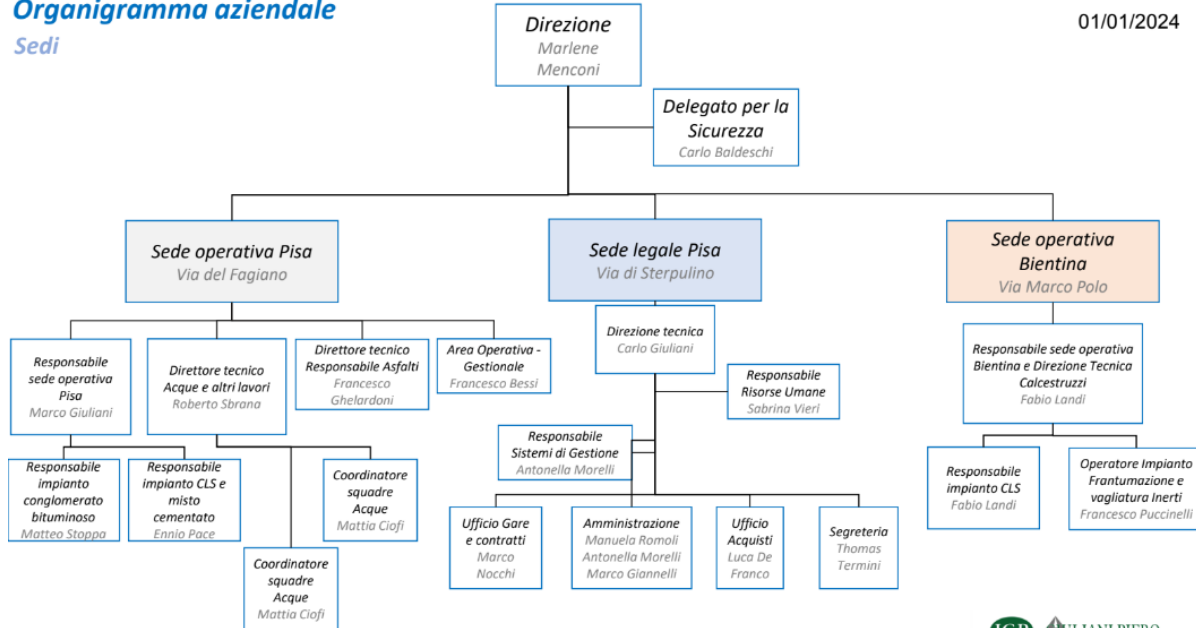 Organigramma aziendale
Sedi
01/01/2024
Direzione
Marlene
Menconi
Delegato per la
Sicurezza
Carlo Baldeschi
Sede operativa Pisa
Via del Fagiano
Sede legale Pisa
Via di Sterpulino
Sede operativa
Bientina
Via Marco Polo
Responsabile
sede operativa
Pisa
Marco Giuliani
Direttore tecnico
Acque e altri lavori
Roberto Sbrana
Direttore tecnico
Responsabile Asfalti
Francesco
Ghelardoni
Area Operativa -
Gestionale
Francesco Bessi
Direzione tecnica
Carlo Giuliani
Responsabile
Risorse Umane
Sabrina Vieri
Responsabile sede operativa
Bientina e Direzione Tecnica
Calcestruzzi
Fabio Landi
Responsabile
impianto
conglomerato
bituminoso
Matteo Stoppa
Responsabile
impianto CLS e
misto
cementato
Ennio Pace
Coordinatore
squadre
Acque
Mattia Ciofi
Coordinatore
squadre
Acque
Mattia Ciofi
Responsabile
Sistemi di Gestione
Antonella Morelli
Ufficio Gare
e contratti
Marco
Nocchi
Amministrazione
Manuela Romoli
Antonella Morelli
Marco Giannelli
Ufficio
Acquisti
Luca De
Franco
Segreteria
Thomas
Termini
Responsabile
impianto CLS
Fabio Landi
Operatore Impianto
Frantumazione e
vagliatura Inerti
Francesco Puccinelli